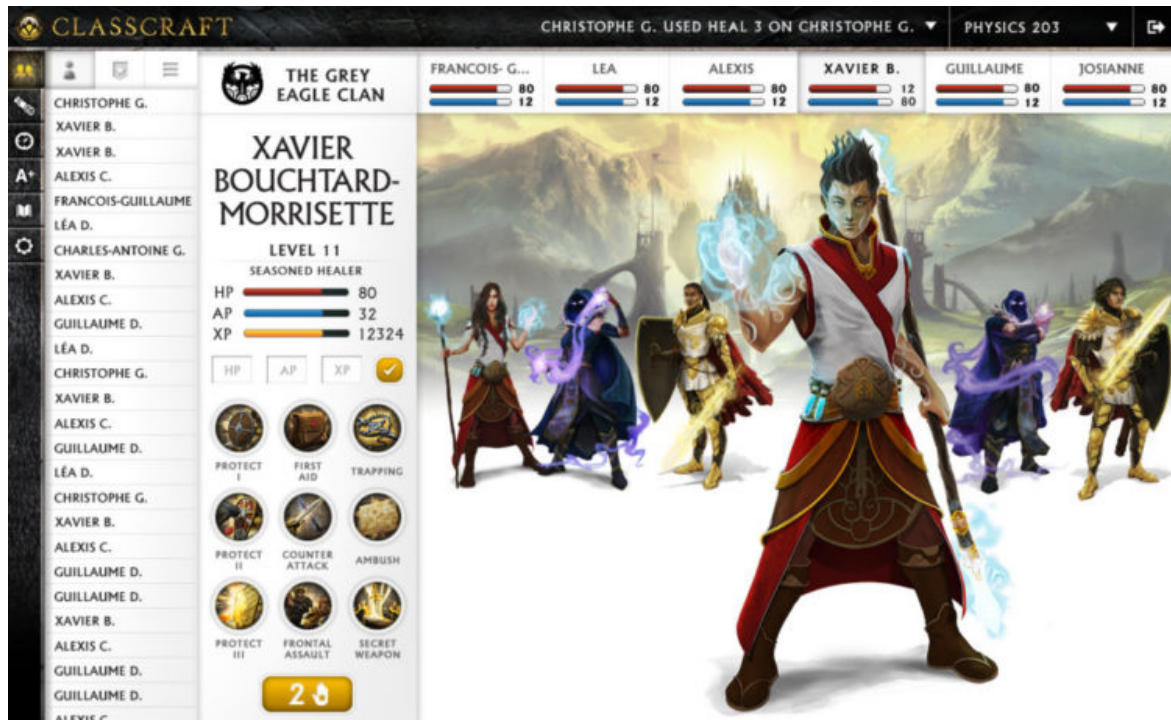 CLASSCRAFT
CHRISTOPHE G. USED HEAL 3 ON CHRISTOPHE G.
PHYSICS 203
A+
CHRISTOPHE G.
XAVIER B.
XAVIER B.
ALEXIS C.
FRANCOIS-GUILLAUME
LÉA D.
CHARLES-ANTOINE G.
XAVIER B.
ALEXIS C.
GUILLAUME D.
LÉA D.
CHRISTOPHE G.
XAVIER B.
ALEXIS C.
GUILLAUME D.
LÉA D.
CHRISTOPHE G.
XAVIER B.
ALEXIS C.
GUILLAUME D.
GUILLAUME D.
XAVIER B.
ALEXIS C.
GUILLAUME D.
GUILLAUME D.
ALEXIS C.
THE GREY
EAGLE CLAN
XAVIER
BOUCHTARD-
MORRISETTE
LEVEL 11
SEASONED HEALER
HP 80
AP 32
XP 12324
HP AP XP
PROTECT I
FIRST AID
TRAPPING
PROTECT II
COUNTER ATTACK
AMBUSH
PROTECT III
FRONTAL ASSAULT
SECRET WEAPON
2
FRANCOIS- G...
80
12
LEA
80
12
ALEXIS
80
12
XAVIER B.
12
80
GUILLAUME
80
12
JOSIANNE
80
12